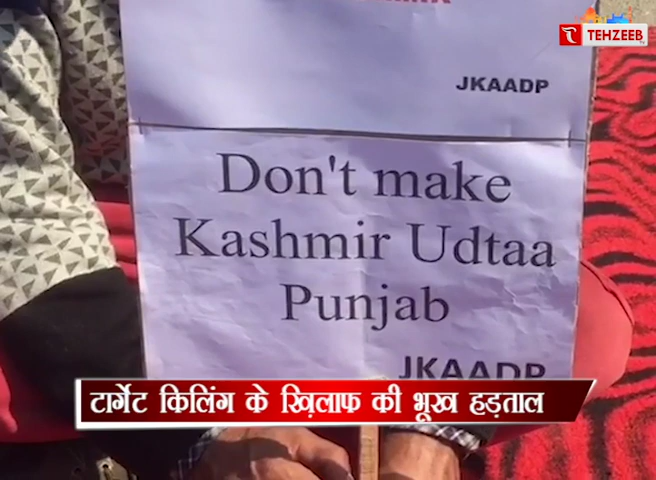 TEHZEEB
JKAADP
Don't make
Kashmir Udtaa
Punjab
JKAADP
टार्गेट किलिंग के ख़िलाफ की भूख हड़ताल